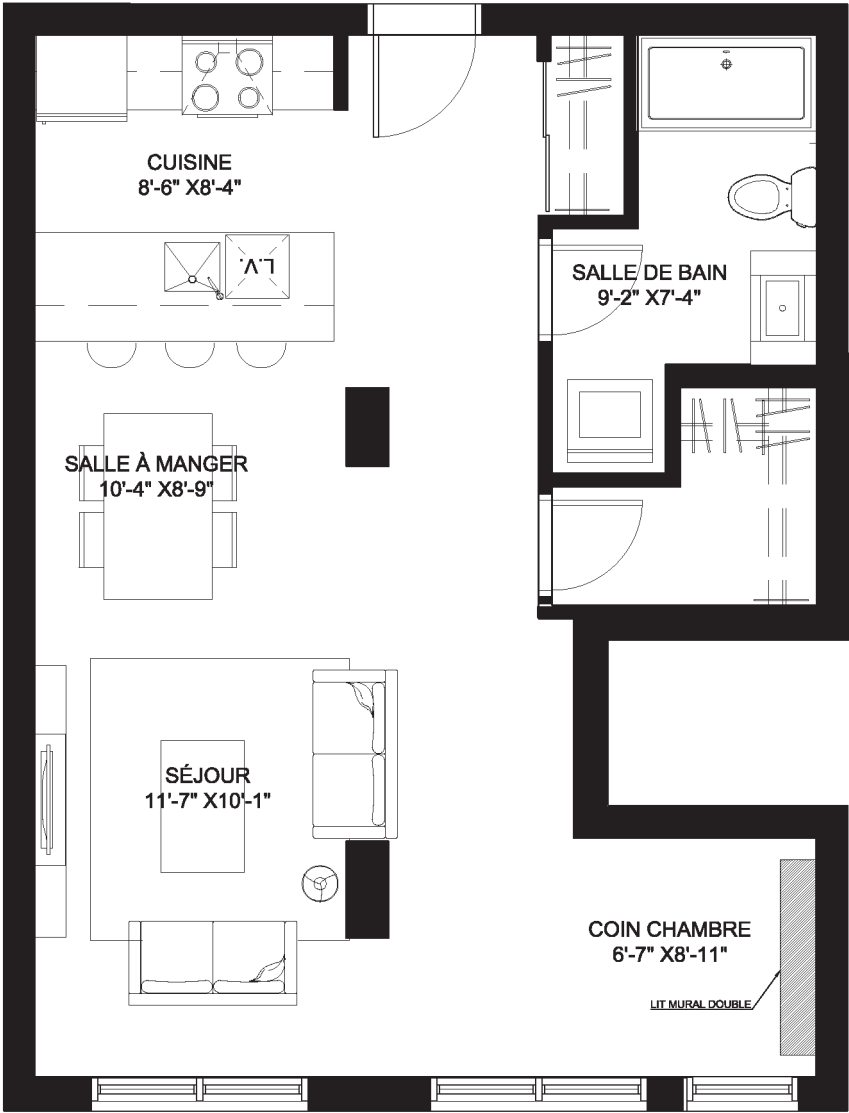 CUISINE
8'-6" X8'-4"
L.V.
SALLE DE BAIN
9'-2" X7'-4"
SALLE À MANGER
10'-4" X8'-9"
SÉJOUR
11'-7" X10'-1"
COIN CHAMBRE
6'-7" X8'-11"
LIT MURAL DOUBLE